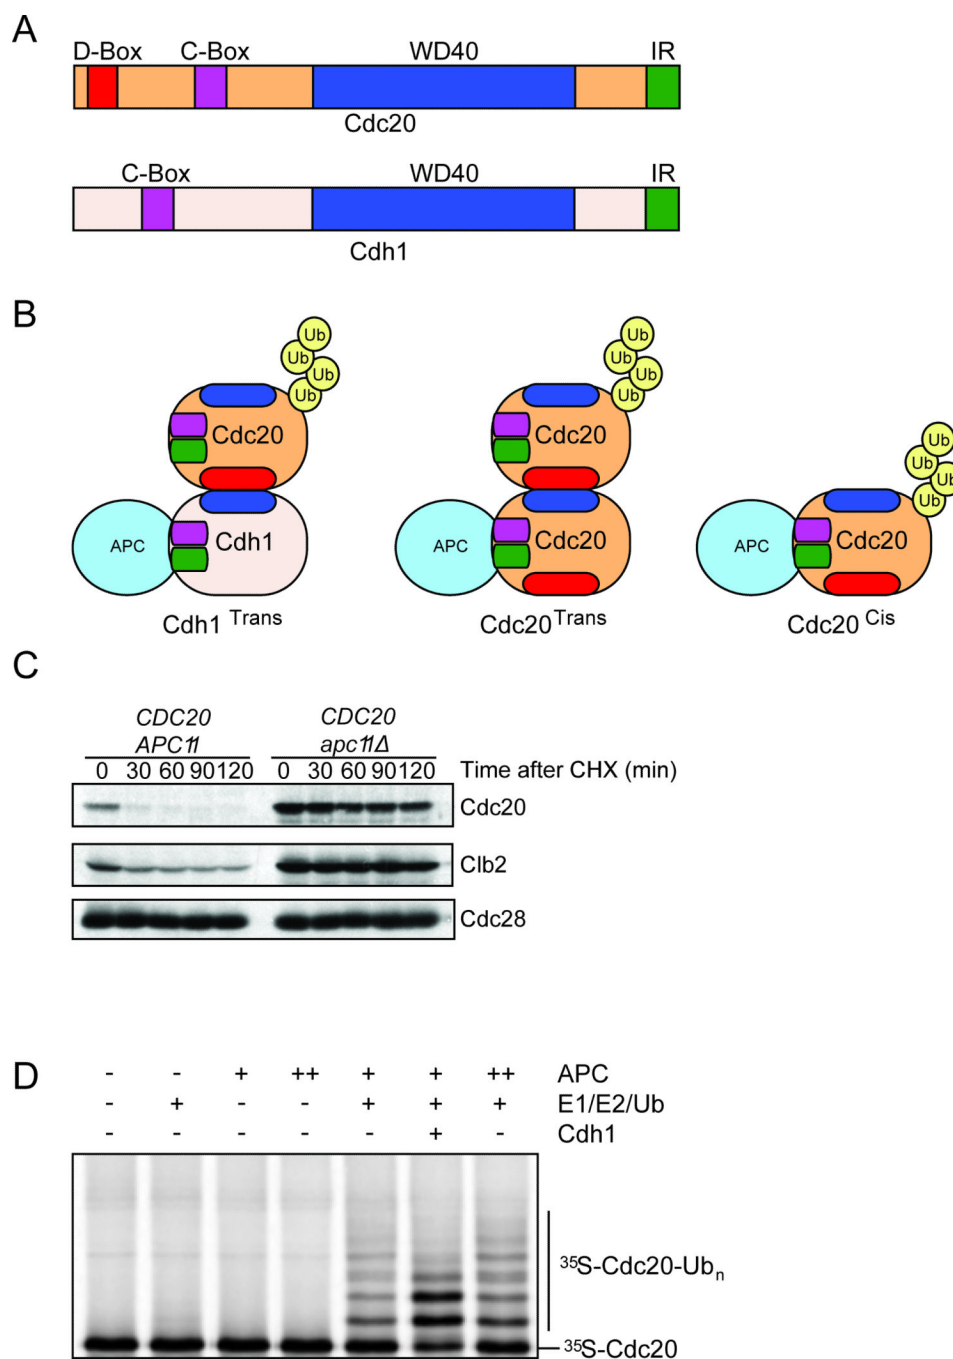 A
D-Box C-Box WD40 IR
Cdc20
C-Box WD40 IR
Cdh1
B
Ub Ub Ub Ub
Cdc20
APC Cdh1
Cdh1 Trans
Ub Ub Ub Ub
Cdc20
APC Cdc20
Cdc20 Trans
Ub Ub Ub Ub
APC Cdc20
Cdc20 Cis
C
CDC20 CDC20
APC11 apc11Δ
0 30 60 90 120 0 30 60 90 120 Time after CHX (min)
Cdc20
Clb2
Cdc28
D
- - + ++ + + ++ APC
- + - - + + + E1/E2/Ub
- - - - - + - Cdh1
35S-Cdc20-Ubn
35S-Cdc20